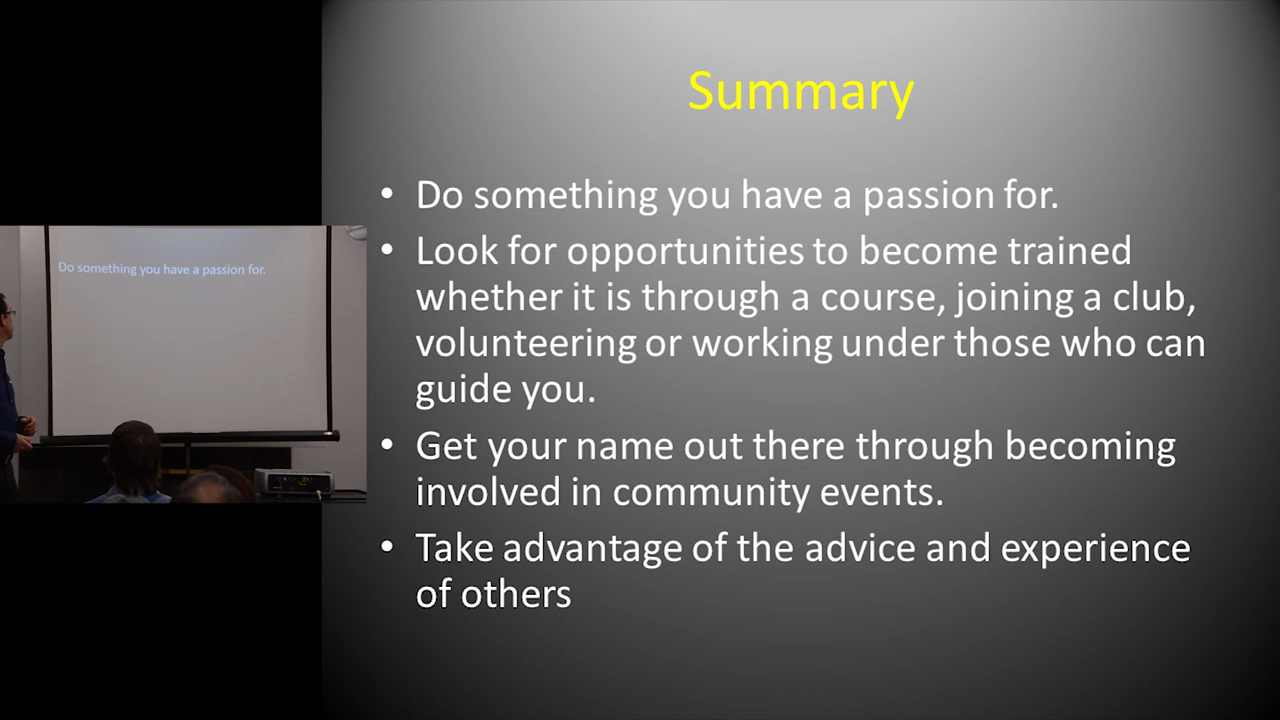 Summary
• Do something you have a passion for.
• Look for opportunities to become trained
whether it is through a course, joining a club,
volunteering or working under those who can
guide you.
• Get your name out there through becoming
involved in community events.
• Take advantage of the advice and experience
of others
Do something you have a passion for.